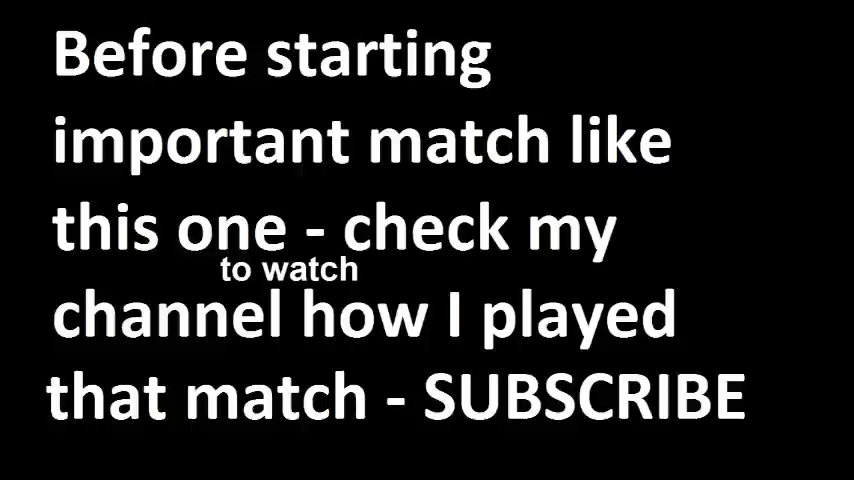 Before starting
important match like
this one - check my
to watch
channel how I played
that match - SUBSCRIBE